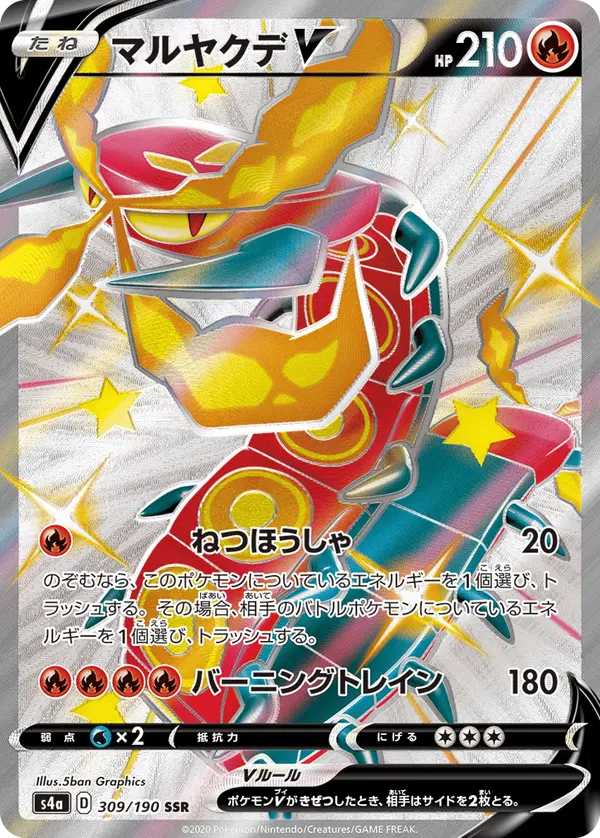 たね マルヤクデV HP 210
ねつほうしゃ 20
のぞむなら、このポケモンについているエネルギーを1個選び、ト
ラッシュする。その場合、相手のバトルポケモンについているエネ
ルギーを1個選び、トラッシュする。
バーニングトレイン 180
弱点 ×2 抵抗力 にげる
Illus.5ban Graphics
Vルール
s4a D 309/190 SSR
ポケモンVがきぜつしたとき、相手はサイドを2枚とる。
©2020 Pokémon/Nintendo/Creatures/GAME FREAK.